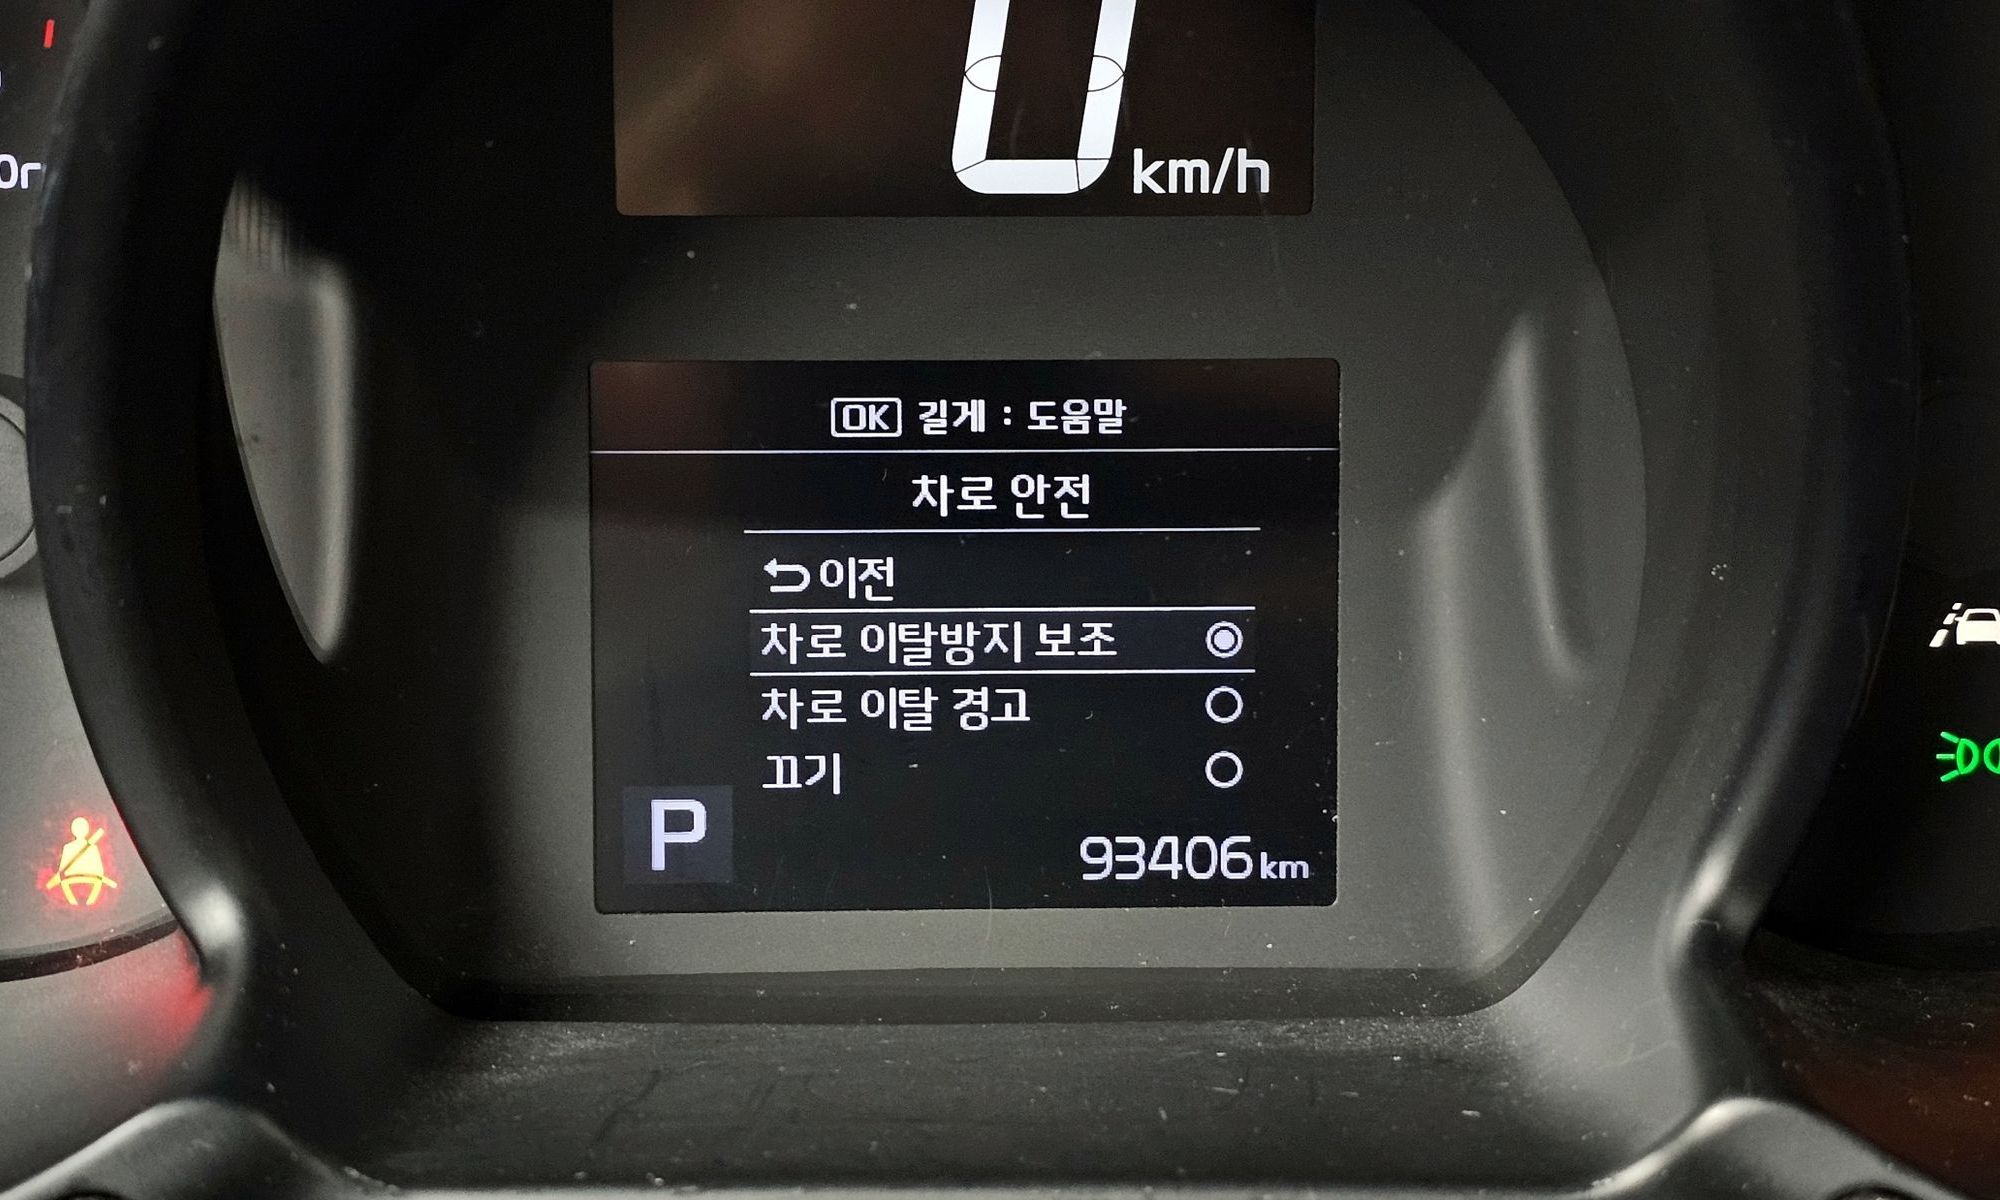 0
km/h
OK 길게 : 도움말
차로 안전
이전
차로 이탈방지 보조
차로 이탈 경고
끄기
P
93406 km